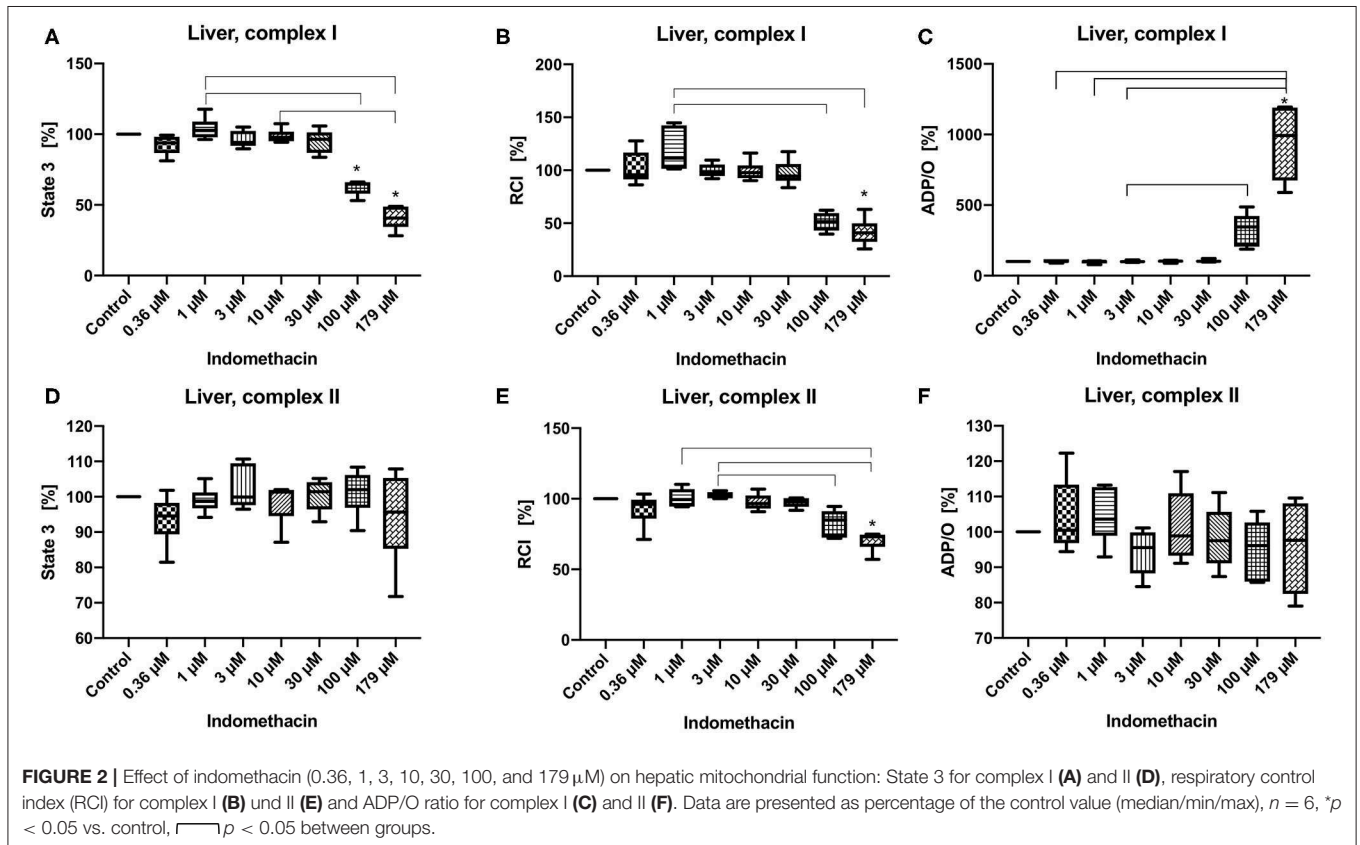 A
Liver, complex I
State 3 [%]
150
100
50
0
*
*
Control
0.36 µM
1 µM
3 µM
10 µM
30 µM
100 µM
179 µM
Indomethacin
B
Liver, complex I
RCI [%]
200
150
100
50
0
*
Control
0.36 µM
1 µM
3 µM
10 µM
30 µM
100 µM
179 µM
Indomethacin
C
Liver, complex I
ADP/O [%]
1500
1000
500
0
*
Control
0.36 µM
1 µM
3 µM
10 µM
30 µM
100 µM
179 µM
Indomethacin
D
Liver, complex II
State 3 [%]
120
110
100
90
80
70
60
Control
0.36 µM
1 µM
3 µM
10 µM
30 µM
100 µM
179 µM
Indomethacin
E
Liver, complex II
RCI [%]
150
100
50
0
*
Control
0.36 µM
1 µM
3 µM
10 µM
30 µM
100 µM
179 µM
Indomethacin
F
Liver, complex II
ADP/O [%]
130
120
110
100
90
80
70
Control
0.36 µM
1 µM
3 µM
10 µM
30 µM
100 µM
179 µM
Indomethacin
FIGURE 2 | Effect of indomethacin (0.36, 1, 3, 10, 30, 100, and 179 µM) on hepatic mitochondrial function: State 3 for complex I (A) and II (D), respiratory control
index (RCI) for complex I (B) und II (E) and ADP/O ratio for complex I (C) and II (F). Data are presented as percentage of the control value (median/min/max), n = 6, *p
< 0.05 vs. control, p < 0.05 between groups.